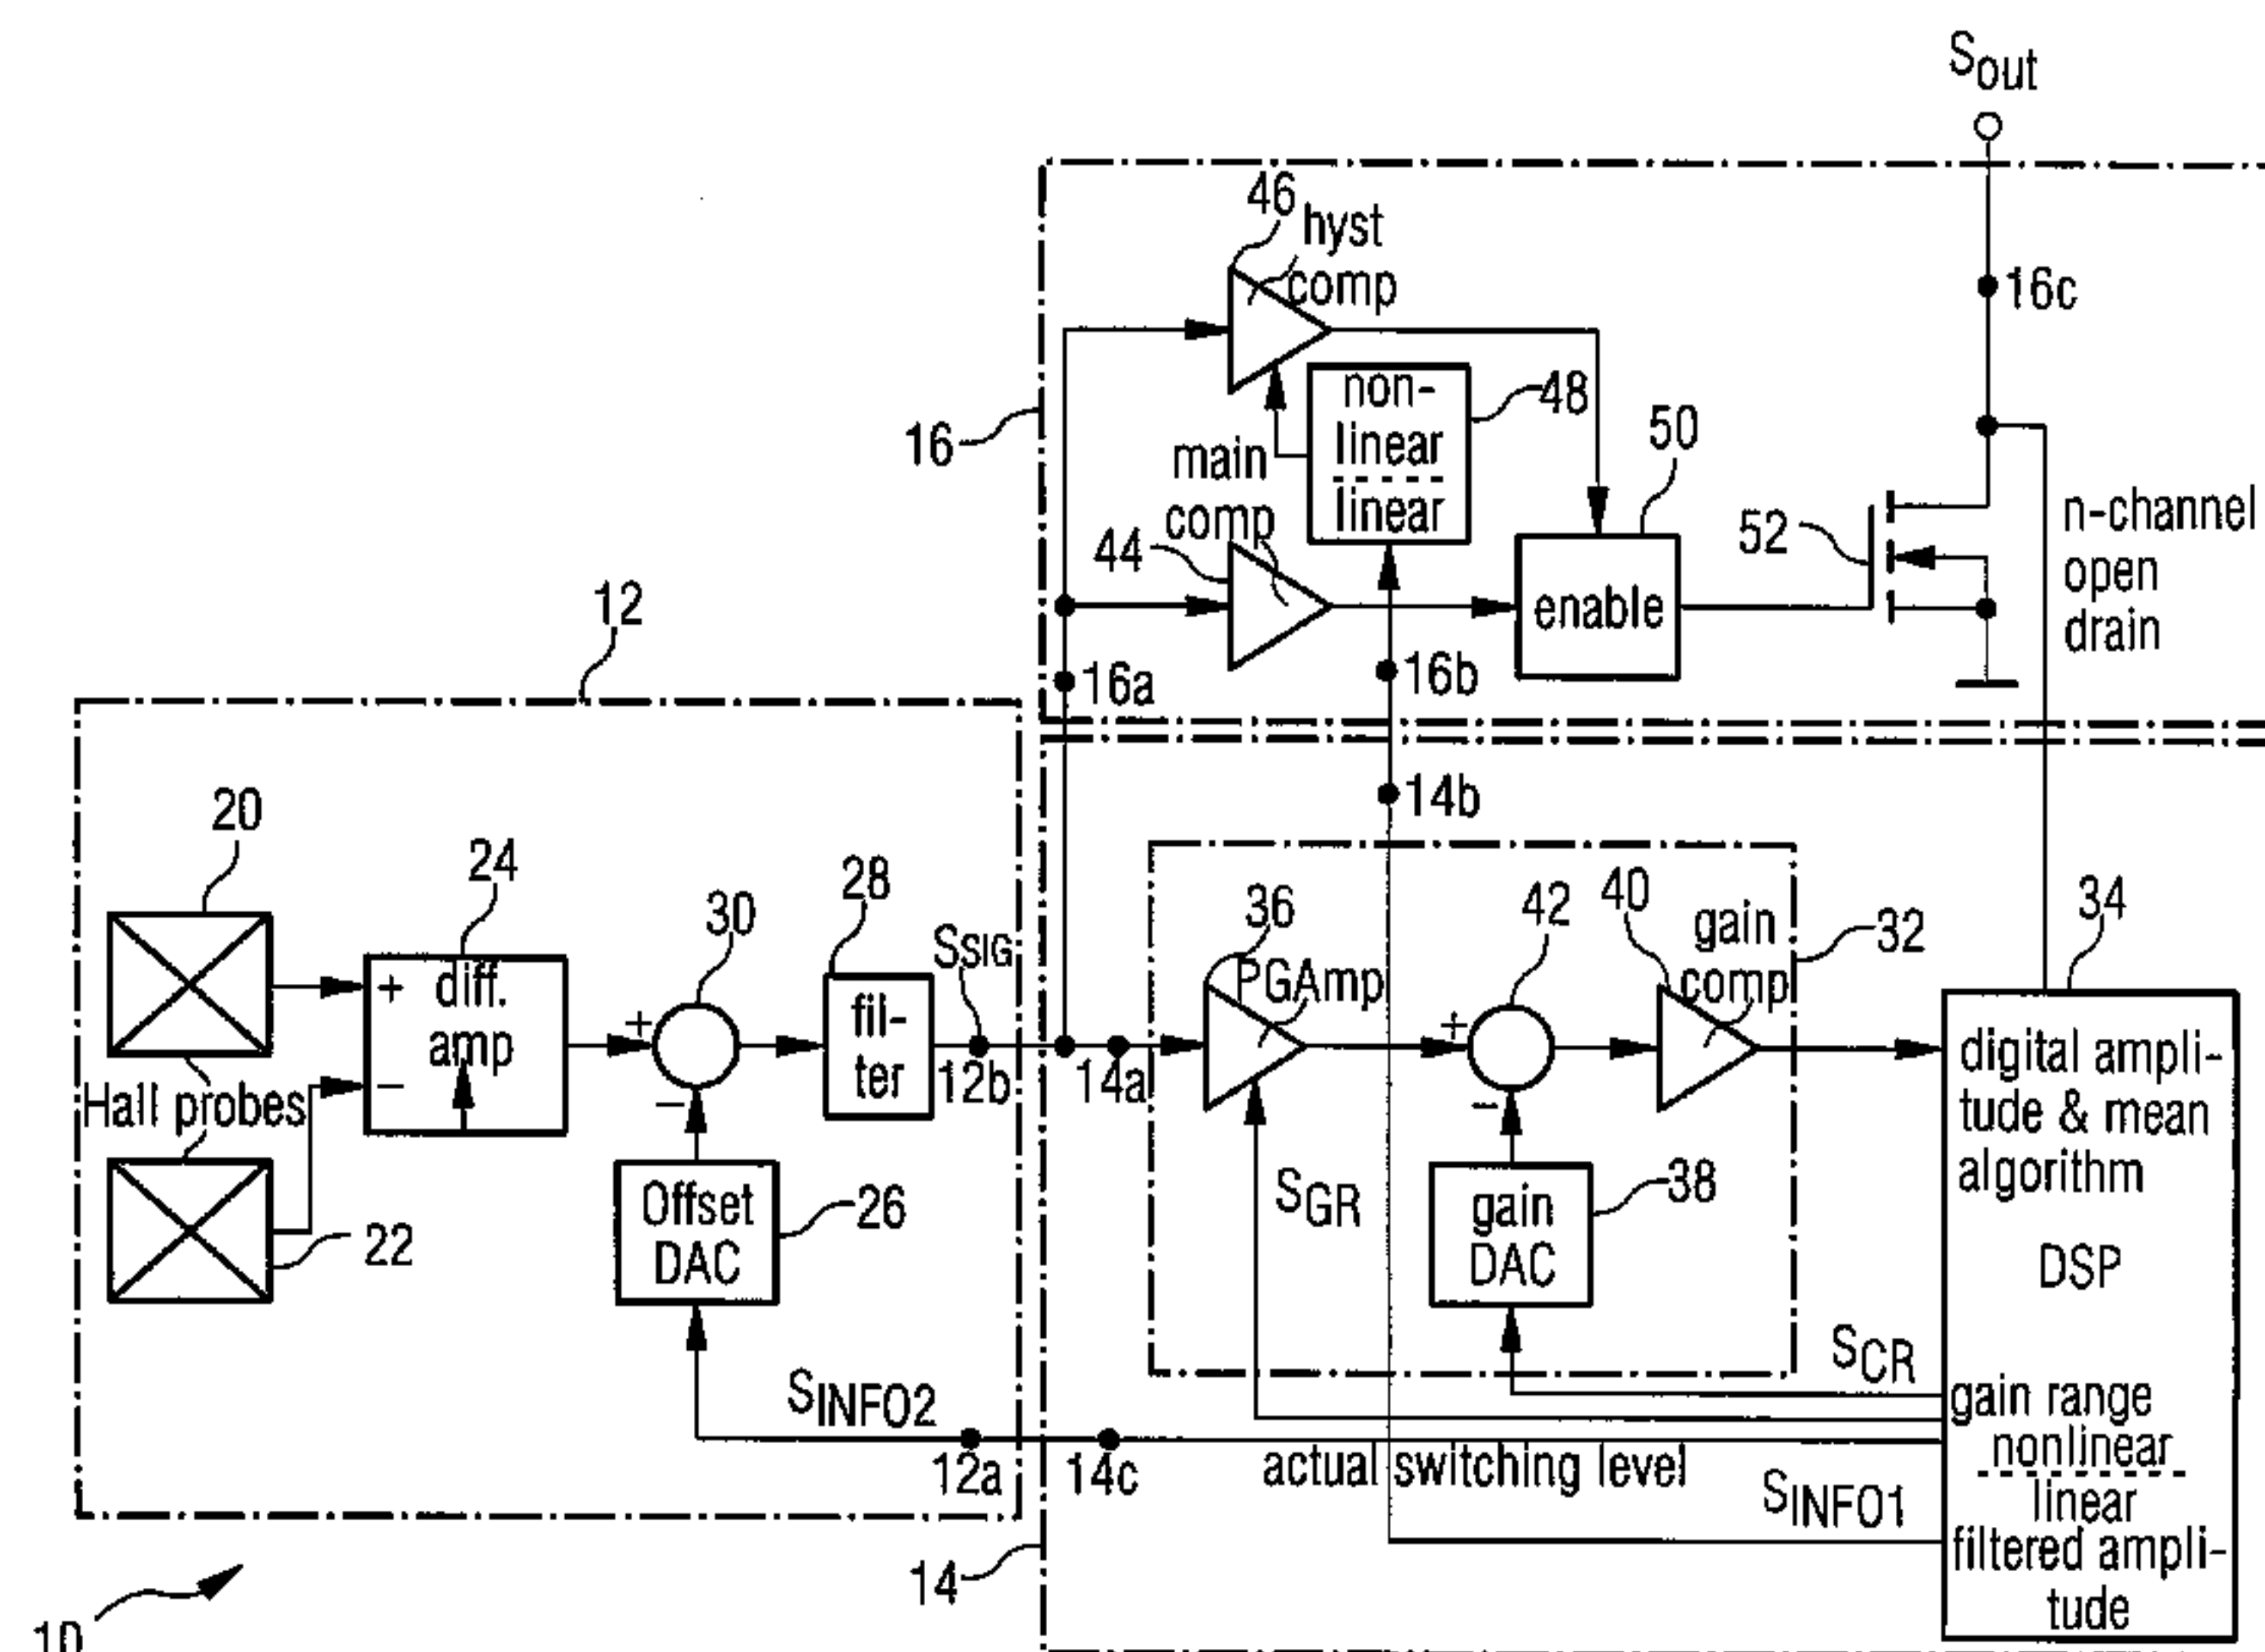 Sout
46
hyst
comp
16c
non-
linear
linear
48
16
main
comp
50
44
52
enable
n-channel
open
drain
12
16a
16b
14b
20
24
30
28
SSIG
36
PGAmp
42
40
gain
comp
32
34
+
diff.
amp
−
Hall probes
+
−
fil-
ter
12b
14a
+
−
digital ampli-
tude & mean
algorithm
DSP
22
Offset
DAC
26
SGR
gain
DAC
38
SINFO2
SCR
gain range
nonlinear
linear
filtered ampli-
tude
12a
14c
actual switching level
SINFO1
14
10